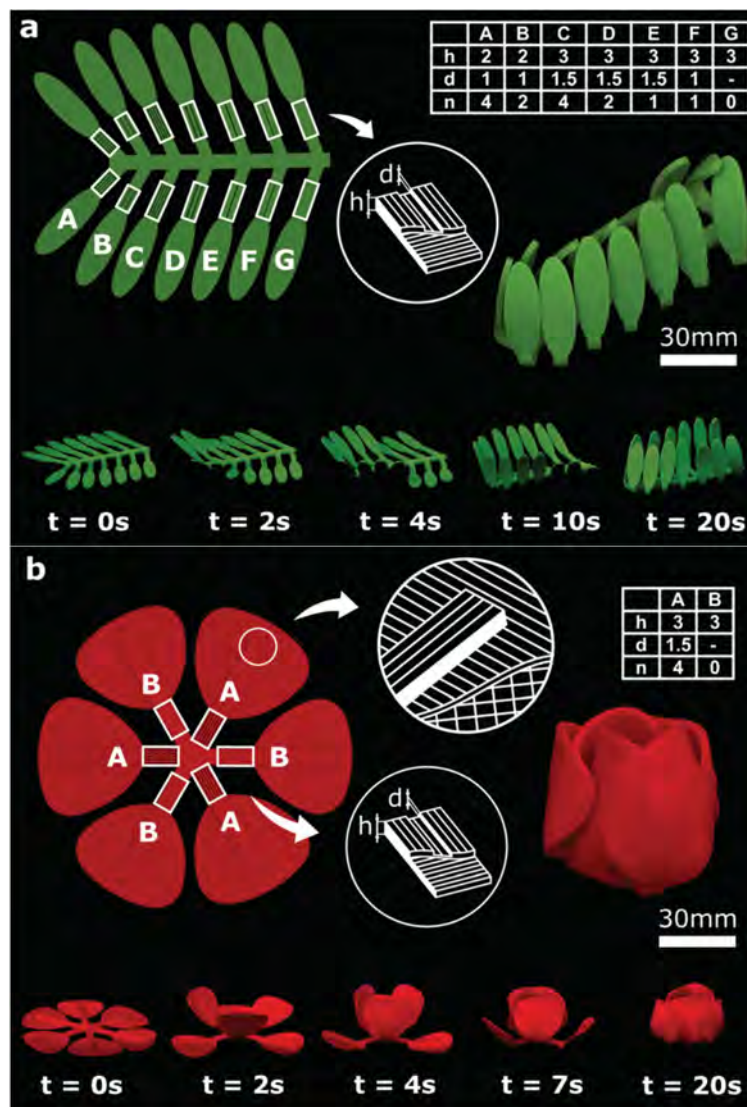 a
A B C D E F G
h 2 2 3 3 3 3 3
d 1 1 1.5 1.5 1.5 1 -
n 4 2 4 2 1 1 0
A B C D E F G
d
h
30mm
t = 0s t = 2s t = 4s t = 10s t = 20s
b
A B
h 3 3
d 1.5 -
n 4 0
B A
A B
B A
d
h
30mm
t = 0s t = 2s t = 4s t = 7s t = 20s